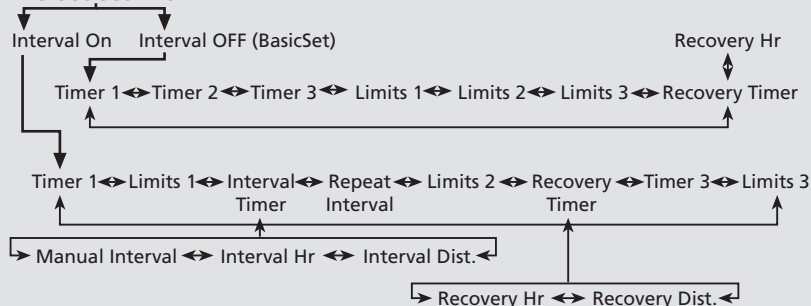 Interval On Interval OFF (BasicSet) Recovery Hr
Timer 1 Timer 2 Timer 3 Limits 1 Limits 2 Limits 3 Recovery Timer
Timer 1 Limits 1 Interval Timer Repeat Interval Limits 2 Recovery Timer Timer 3 Limits 3
Manual Interval Interval Hr Interval Dist.
Recovery Hr Recovery Dist.